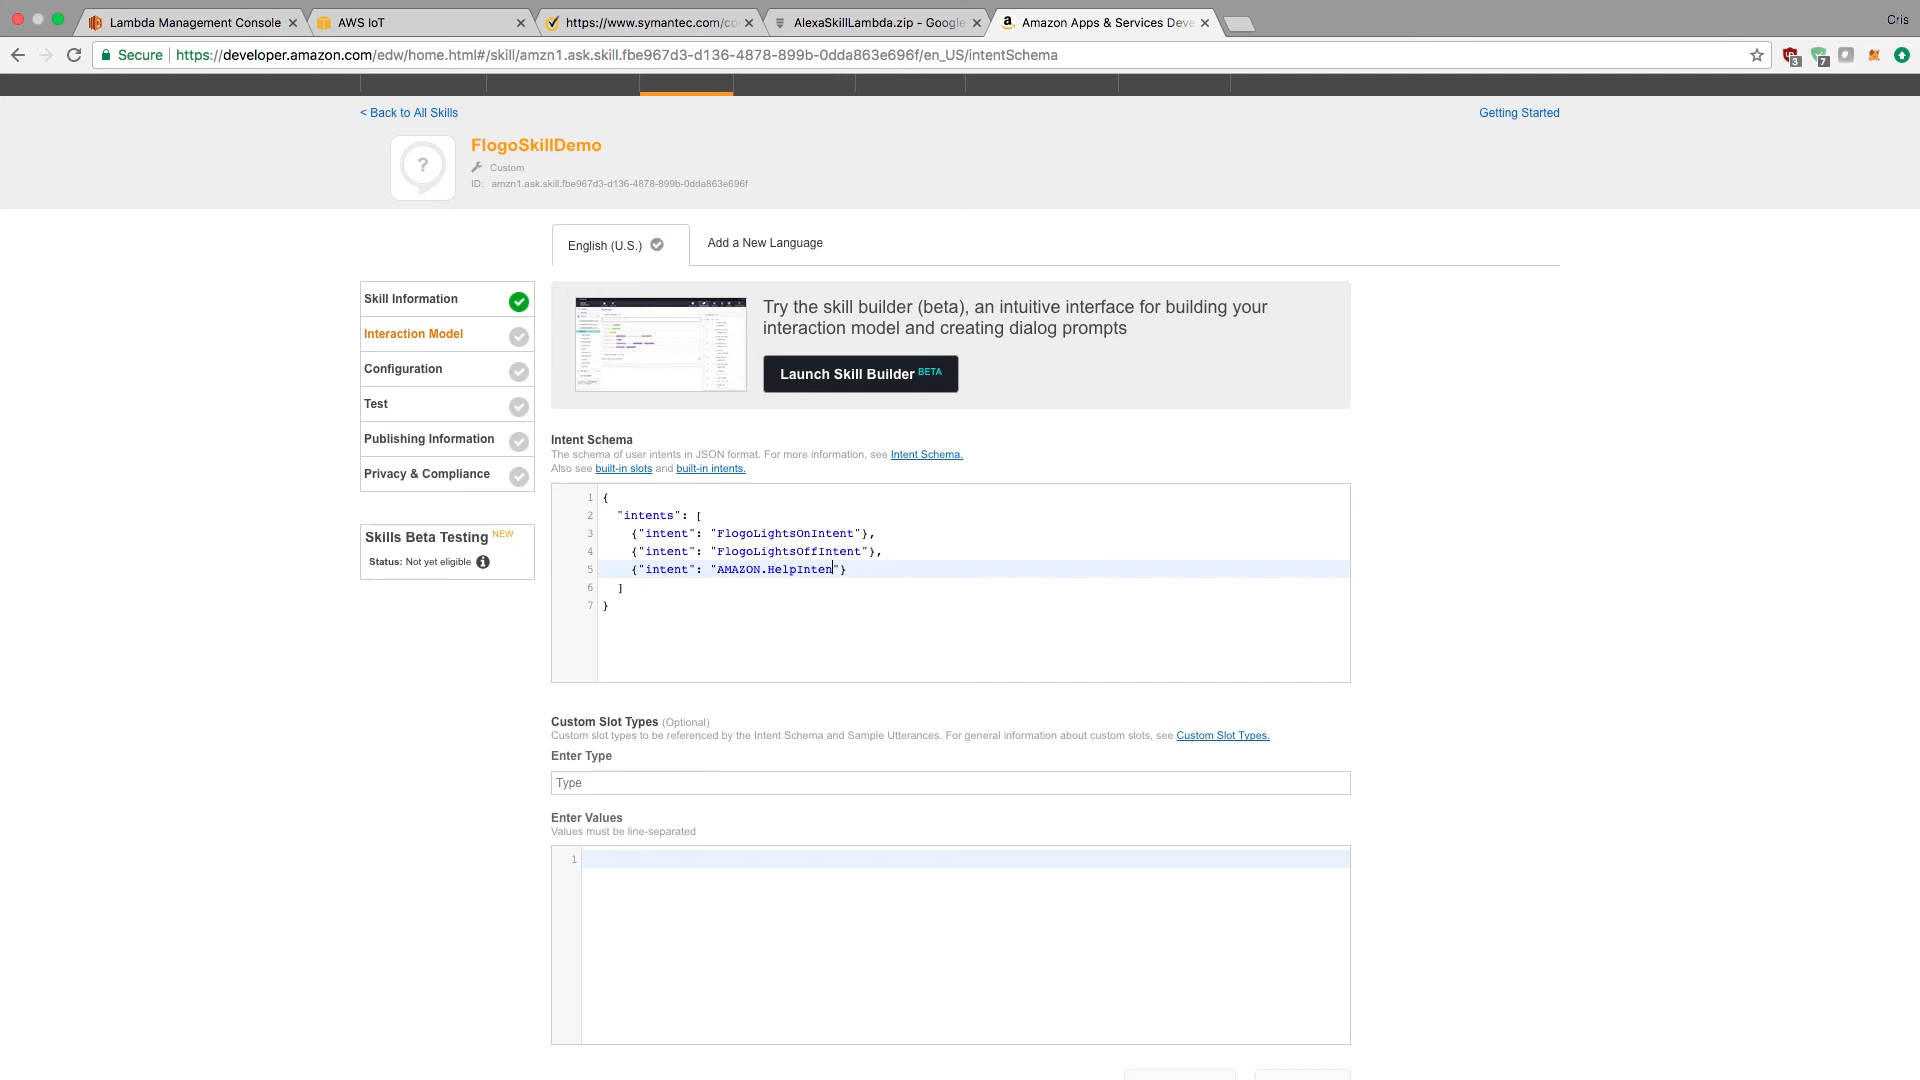 Lambda Management Console
AWS IoT
https://www.symantec.com/co
AlexaSkillLambda.zip - Google
Amazon Apps & Services Deve
Cris
Secure
https://developer.amazon.com/edw/home.html#/skill/amzn1.ask.skill.fbe967d3-d136-4878-899b-0dda863e696f/en_US/intentSchema
3
7
< Back to All Skills
Getting Started
?
FlogoSkillDemo
Custom
ID: amzn1.ask.skill.fbe967d3-d136-4878-899b-0dda863e696f
English (U.S.)
Add a New Language
Skill Information
Interaction Model
Configuration
Test
Publishing Information
Privacy & Compliance
Skills Beta Testing NEW
Status: Not yet eligible
Try the skill builder (beta), an intuitive interface for building your
interaction model and creating dialog prompts
Launch Skill Builder BETA
Intent Schema
The schema of user intents in JSON format. For more information, see Intent Schema.
Also see built-in slots and built-in intents.
1 {
2 "intents": [
3 {"intent": "FlogoLightsOnIntent"},
4 {"intent": "FlogoLightsOffIntent"},
5 {"intent": "AMAZON.HelpInten"}
6 ]
7 }
Custom Slot Types (Optional)
Custom slot types to be referenced by the Intent Schema and Sample Utterances. For general information about custom slots, see Custom Slot Types.
Enter Type
Type
Enter Values
Values must be line-separated
1